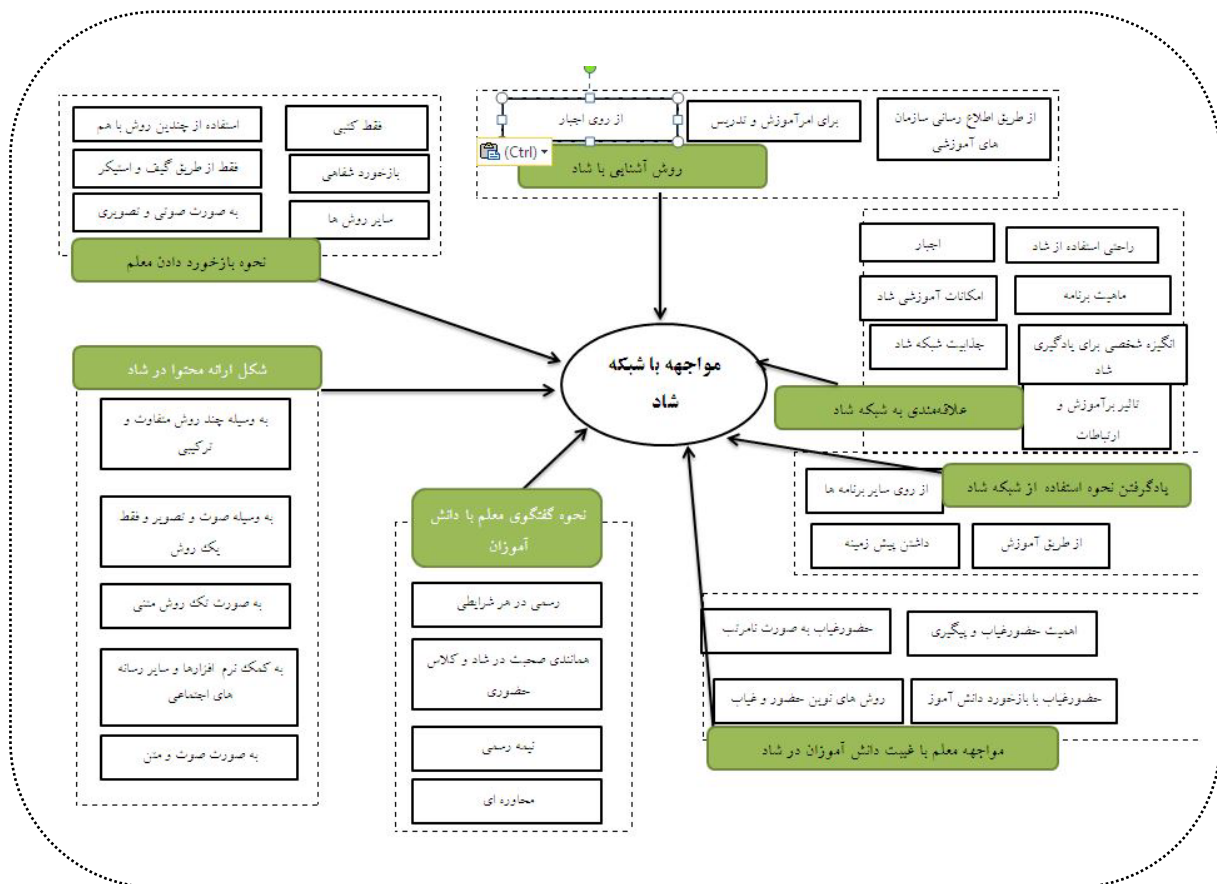 از طریق اطلاع رسانی سازمان
های آموزشی
برای امرآموزش و تدریس
از روی اجبار
(Ctrl)
روش آشنایی با شاد
فقط کتبی
استفاده از چندین روش با هم
بازخورد شفاهی
فقط از طریق گیف و استیکر
سایر روش ها
به صورت صوتی و تصویری
نحوه بازخورد دادن معلم
راحتی استفاده از شاد
اجبار
ماهیت برنامه
امکانات آموزشی شاد
انگیزه شخصی برای یادگیری
شاد
جذابیت شبکه شاد
تاثیر برآموزش و
ارتباطات
علاقه‌مندی به شبکه شاد
مواجهه با شبکه
شاد
شکل ارائه محتوا در شاد
به وسیله چند روش متفاوت و
ترکیبی
به وسیله صوت و تصویر و فقط
یک روش
به صورت تک روش متنی
به کمک نرم افزارها و سایر رسانه
های اجتماعی
به صورت صوت و متن
یادگرفتن نحوه استفاده از شبکه شاد
از روی سایر برنامه ها
از طریق آموزش
داشتن پیش زمینه
نحوه گفتگوی معلم با دانش
آموزان
رسمی در هر شرایطی
همانندی صحبت در شاد و کلاس
حضوری
نیمه رسمی
محاوره ای
اهمیت حضورغیاب و پیگیری
حضورغیاب به صورت نامرتب
حضورغیاب با بازخورد دانش آموز
روش های نوین حضور و غیاب
مواجهه معلم با غیبت دانش آموزان در شاد